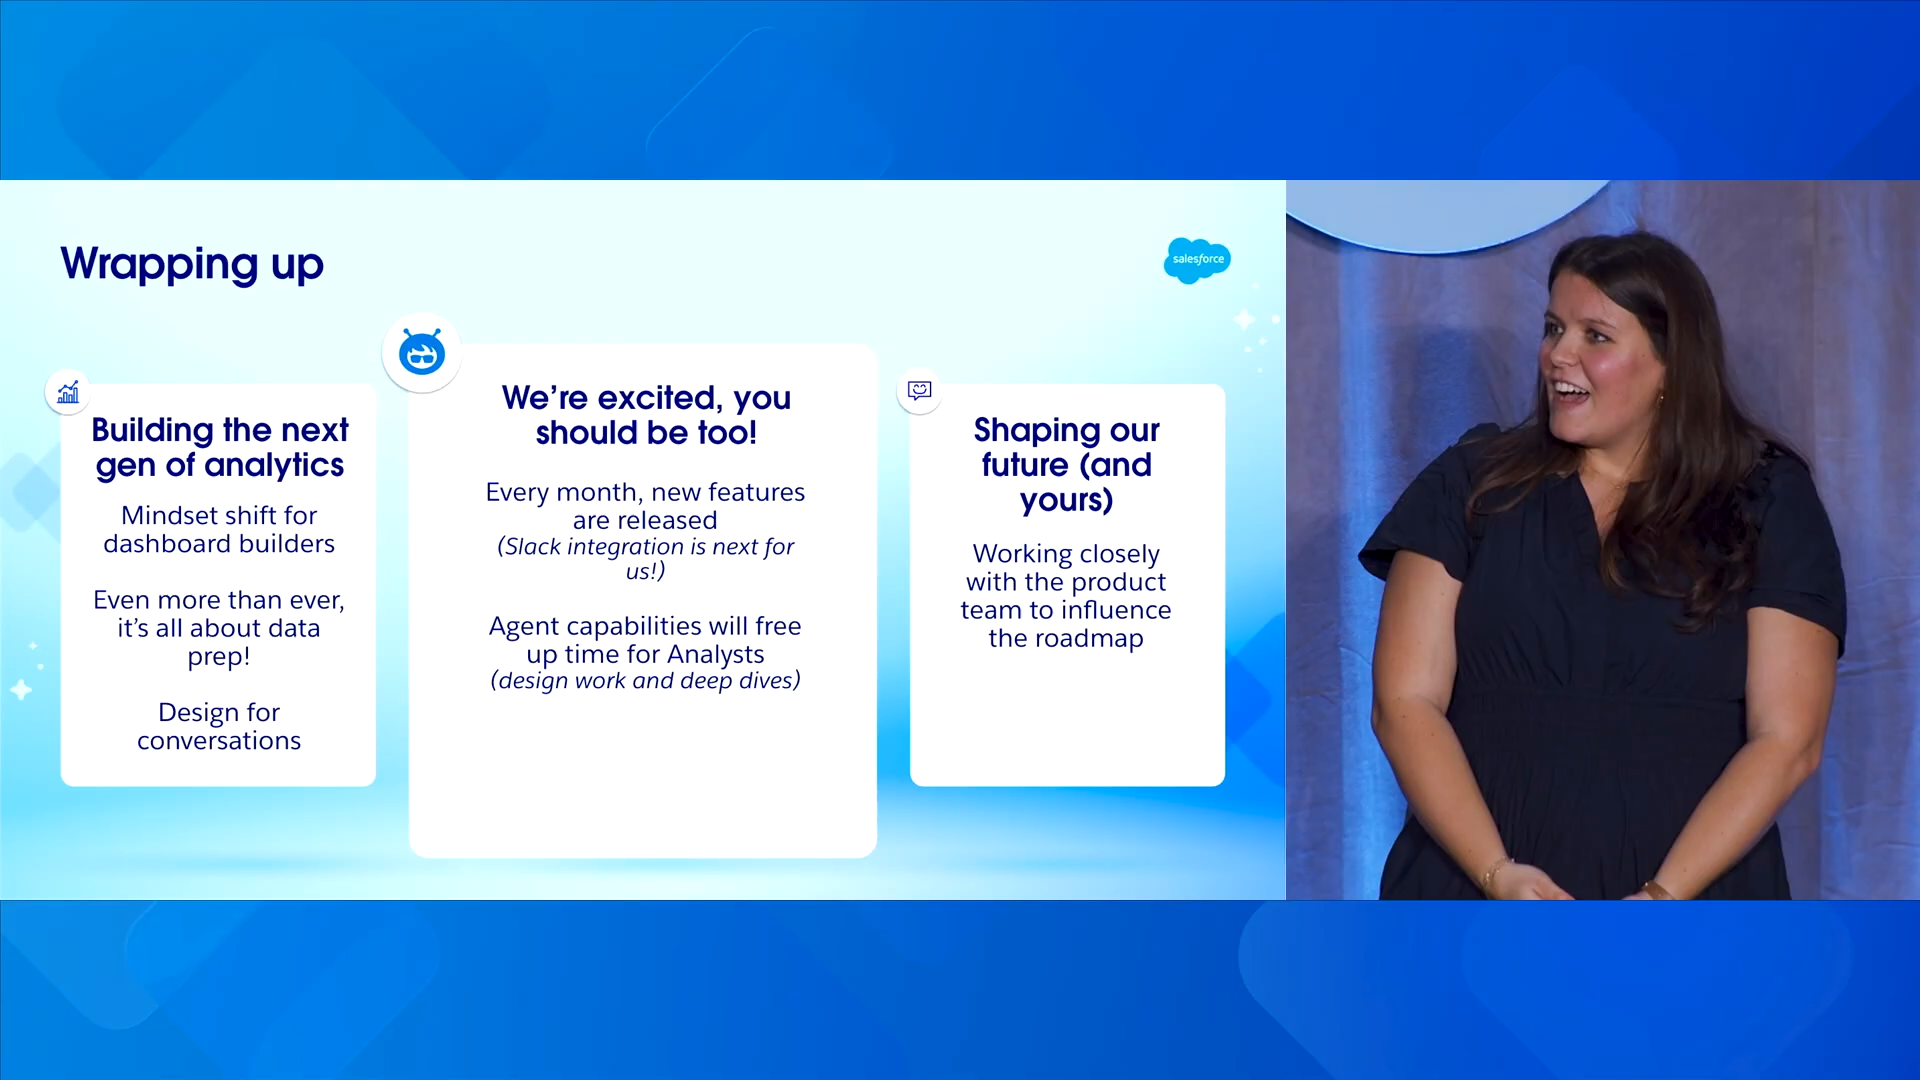 Wrapping up
salesforce
Building the next
gen of analytics
Mindset shift for
dashboard builders
Even more than ever,
it’s all about data
prep!
Design for
conversations
We’re excited, you
should be too!
Every month, new features
are released
(Slack integration is next for
us!)
Agent capabilities will free
up time for Analysts
(design work and deep dives)
Shaping our
future (and
yours)
Working closely
with the product
team to influence
the roadmap